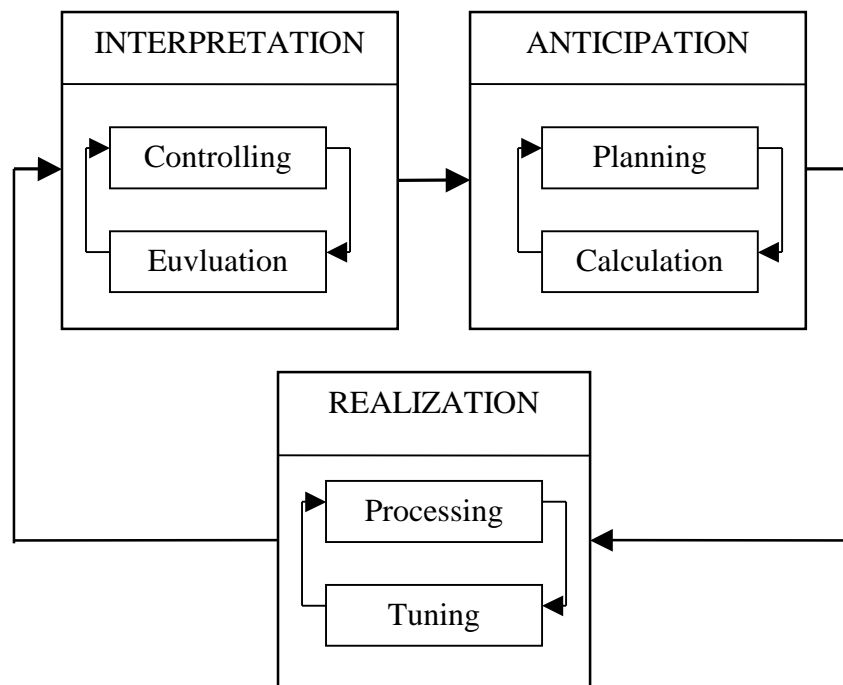 INTERPRETATION
Controlling
Euvluation
ANTICIPATION
Planning
Calculation
REALIZATION
Processing
Tuning